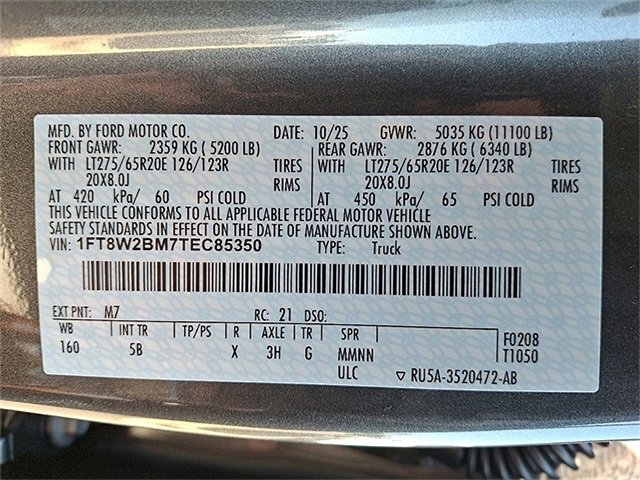 MFD. BY FORD MOTOR CO. DATE: 10/25 GVWR: 5035 KG (11100 LB)
FRONT GAWR: 2359 KG ( 5200 LB) REAR GAWR: 2876 KG ( 6340 LB)
WITH LT275/65R20E 126/123R TIRES WITH LT275/65R20E 126/123R TIRES
20X8.0J RIMS 20X8.0J RIMS
AT 420 kPa/ 60 PSI COLD AT 450 kPa/ 65 PSI COLD
THIS VEHICLE CONFORMS TO ALL APPLICABLE FEDERAL MOTOR VEHICLE
SAFETY STANDARDS IN EFFECT ON THE DATE OF MANUFACTURE SHOWN ABOVE.
VIN: 1FT8W2BM7TEC85350 TYPE: Truck
EXT PNT: M7 RC: 21 DSO:
WB INT TR TP/PS R AXLE TR SPR F0208
160 5B X 3H G MMNN T1050
ULC ▽ RU5A-3520472-AB